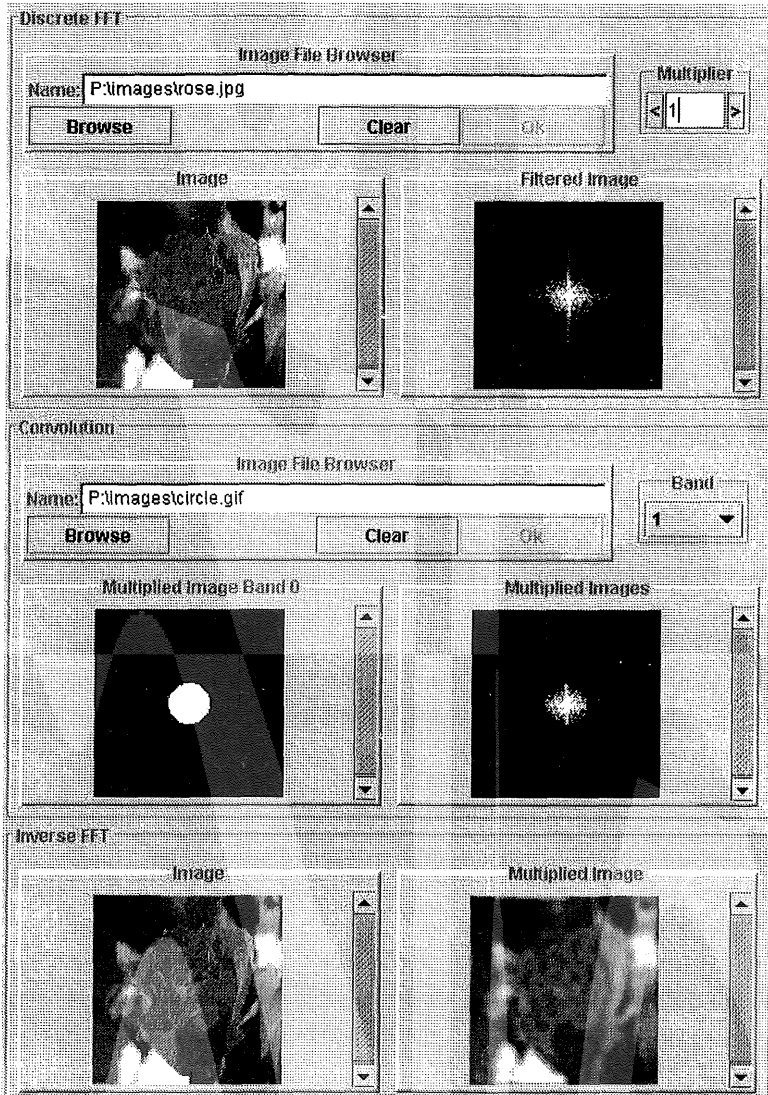 Discrete FFT
Image File Browser
Multiplier
Name: P:\images\rose.jpg
< 1 >
Browse Clear Ok
Image
Filtered Image
Convolution
Image File Browser
Band
Name: P:\images\circle.gif
1
Browse Clear Ok
Multiplied Image Band 0
Multiplied Images
Inverse FFT
Image
Multiplied Image